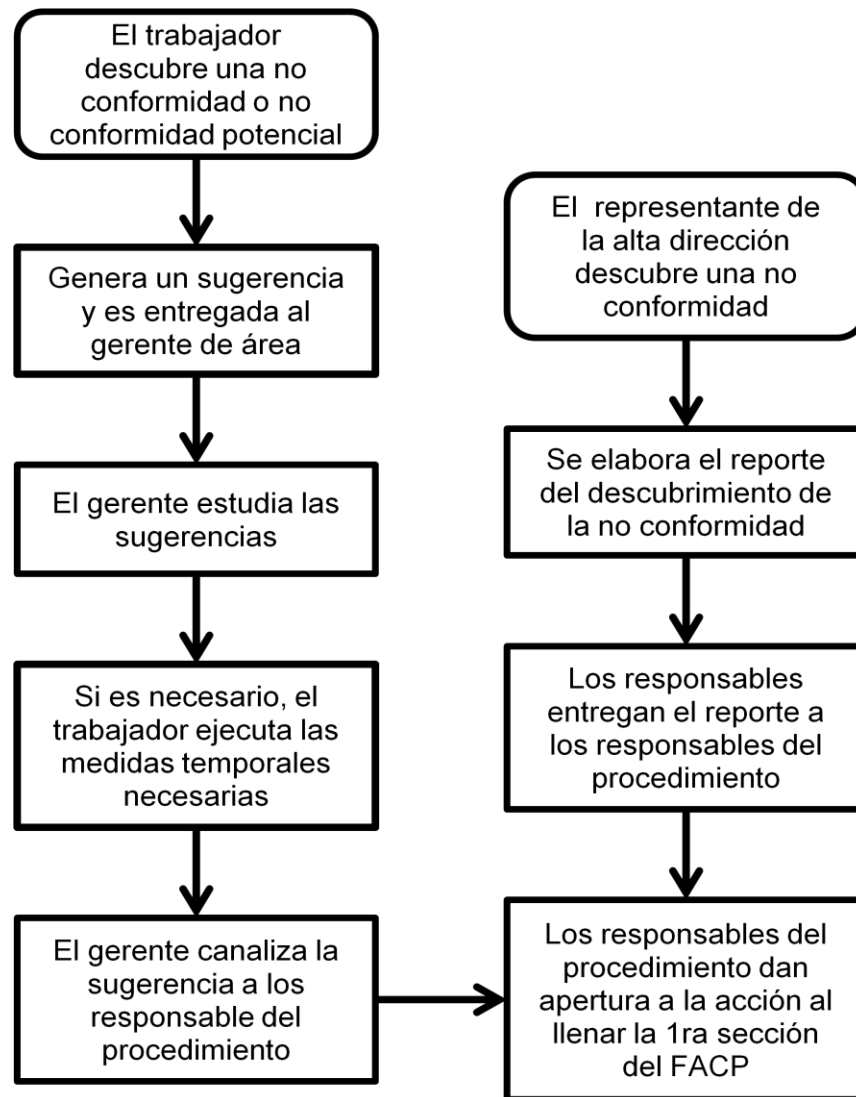 El trabajador
descubre una no
conformidad o no
conformidad potencial
Genera un sugerencia
y es entregada al
gerente de área
El gerente estudia las
sugerencias
Si es necesario, el
trabajador ejecuta las
medidas temporales
necesarias
El gerente canaliza la
sugerencia a los
responsable del
procedimiento
El representante de
la alta dirección
descubre una no
conformidad
Se elabora el reporte
del descubrimiento de
la no conformidad
Los responsables
entregan el reporte a
los responsables del
procedimiento
Los responsables del
procedimiento dan
apertura a la acción al
llenar la 1ra sección
del FACP